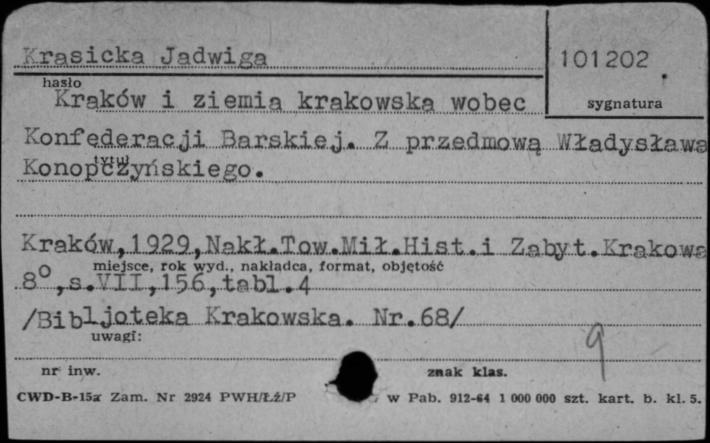 Krasicka Jadwiga
101202
hasło
Kraków i ziemia krakowska wobec
sygnatura
Konfederacji Barskiej. Z przedmową Władysława
tytuł
Konopczyńskiego.
Kraków,1929,Nakł.Tow.Mił.Hist.i Zabyt.Krakowa
miejsce, rok wyd., nakładca, format, objętość
8°,s.VII,156,tabl.4
/Bibljoteka Krakowska. Nr.68/
uwagi:
9
nr inw.
znak klas.
CWD-B-15a Zam. Nr 2924 PWH/Łż/P w Pab. 912-64 1 000 000 szt. kart. b. kl. 5.